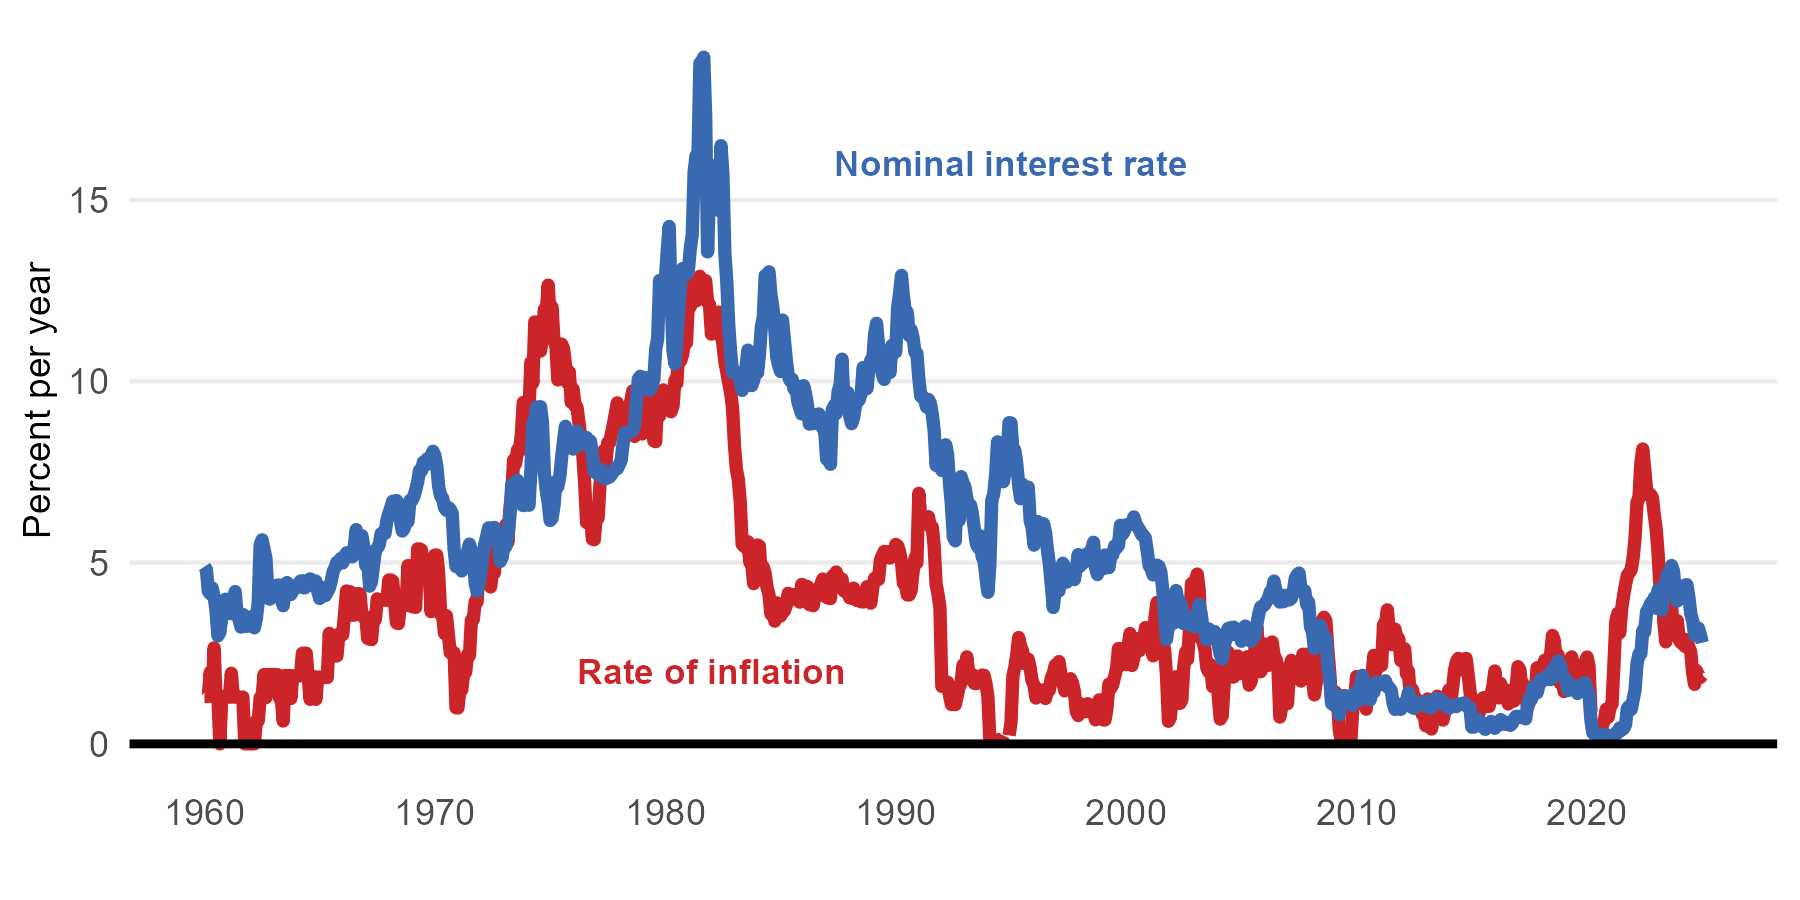 Nominal interest rate
15
10
Percent per year
5
Rate of inflation
0
1960 1970 1980 1990 2000 2010 2020